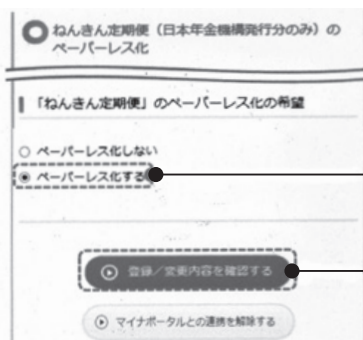 ねんきん定期便（日本年金機構発行分のみ）の
ペーパーレス化
「ねんきん定期便」のペーパーレス化の希望
ペーパーレス化しない
ペーパーレス化する
登録／変更内容を確認する
マイナポータルとの連携を解除する